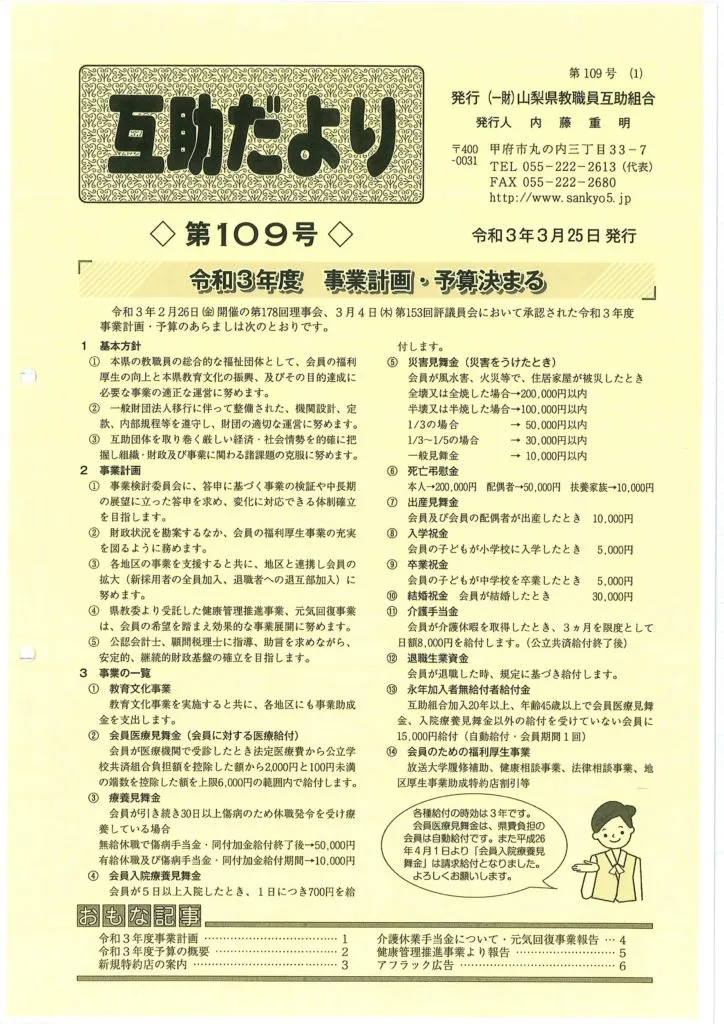 第109号 (1)
互助だより
発行 (一財)山梨県教職員互助組合
発行人 内藤重明
〒400-0031 甲府市丸の内三丁目33−7
TEL 055-222-2613 (代表)
FAX 055-222-2680
http://www.sankyo5.jp
◇ 第109号 ◇
令和3年3月25日 発行
令和3年度 事業計画・予算決まる
令和3年2月26日㈮開催の第178回理事会、3月4日㈭第153回評議員会において承認された令和3年度
事業計画・予算のあらましは次のとおりです。
1 基本方針
① 本県の教職員の総合的な福祉団体として、会員の福利
厚生の向上と本県教育文化の振興、及びその目的達成に
必要な事業の適正な運営に努めます。
② 一般財団法人移行に伴って整備された、機関設計、定
款、内部規程等を遵守し、財団の適切な運営に努めます。
③ 互助団体を取り巻く厳しい経済・社会情勢を的確に把
握し組織・財政及び事業に関わる諸課題の克服に努めます。
2 事業計画
① 事業検討委員会に、答申に基づく事業の検証や中長期
の展望に立った答申を求め、変化に対応できる体制確立
を目指します。
② 財政状況を勘案するなか、会員の福利厚生事業の充実
を図るように務めます。
③ 各地区の事業を支援すると共に、地区と連携し会員の
拡大（新採用者の全員加入、退職者への退互部加入）に
努めます。
④ 県教委より受託した健康管理推進事業、元気回復事業
は、会員の希望を踏まえ効果的な事業展開に努めます。
⑤ 公認会計士、顧問税理士に指導、助言を求めながら、
安定的、継続的財政基盤の確立を目指します。
3 事業の一覧
① 教育文化事業
教育文化事業を実施すると共に、各地区にも事業助成
金を支出します。
② 会員医療見舞金（会員に対する医療給付）
会員が医療機関で受診したとき法定医療費から公立学
校共済組合負担額を控除した額から2,000円と100円未満
の端数を控除した額を上限6,000円の範囲内で給付します。
③ 療養見舞金
会員が引き続き30日以上傷病のため休職発令を受け療
養している場合
無給休職で傷病手当金・同付加金給付終了後→50,000円
有給休職及び傷病手当金・同付加金給付期間→10,000円
④ 会員入院療養見舞金
会員が5日以上入院したとき、1日につき700円を給
付します。
⑤ 災害見舞金（災害をうけたとき）
会員が風水害、火災等で、住居家屋が被災したとき
全壊又は全焼した場合→200,000円以内
半壊又は半焼した場合→100,000円以内
1/3の場合 → 50,000円以内
1/3〜1/5の場合 → 30,000円以内
一般見舞金 → 10,000円以内
⑥ 死亡弔慰金
本人→200,000円 配偶者→50,000円 扶養家族→10,000円
⑦ 出産見舞金
会員及び会員の配偶者が出産したとき 10,000円
⑧ 入学祝金
会員の子どもが小学校に入学したとき 5,000円
⑨ 卒業祝金
会員の子どもが中学校を卒業したとき 5,000円
⑩ 結婚祝金 会員が結婚したとき 30,000円
⑪ 介護手当金
会員が介護休暇を取得したとき、3ヵ月を限度として
日額8,000円を給付します。（公立共済給付終了後）
⑫ 退職生業資金
会員が退職した時、規定に基づき給付します。
⑬ 永年加入者無給付者給付金
互助組合加入20年以上、年齢45歳以上で会員医療見舞
金、入院療養見舞金以外の給付を受けていない会員に
15,000円給付（自動給付・会員期間1回）
⑭ 会員のための福利厚生事業
放送大学履修補助、健康相談事業、法律相談事業、地
区厚生事業助成特約店割引等
各種給付の時効は3年です。
会員医療見舞金は、県費負担の
会員は自動給付です。また平成26
年4月1日より「会員入院療養見
舞金」は請求給付となりました。
よろしくお願いします。
おもな記事
令和3年度事業計画 …………………………… 1
令和3年度予算の概要 ………………………… 2
新規特約店の案内 ……………………………… 3
介護休業手当金について・元気回復事業報告 … 4
健康管理推進事業より報告 …………………… 5
アフラック広告 ………………………………… 6